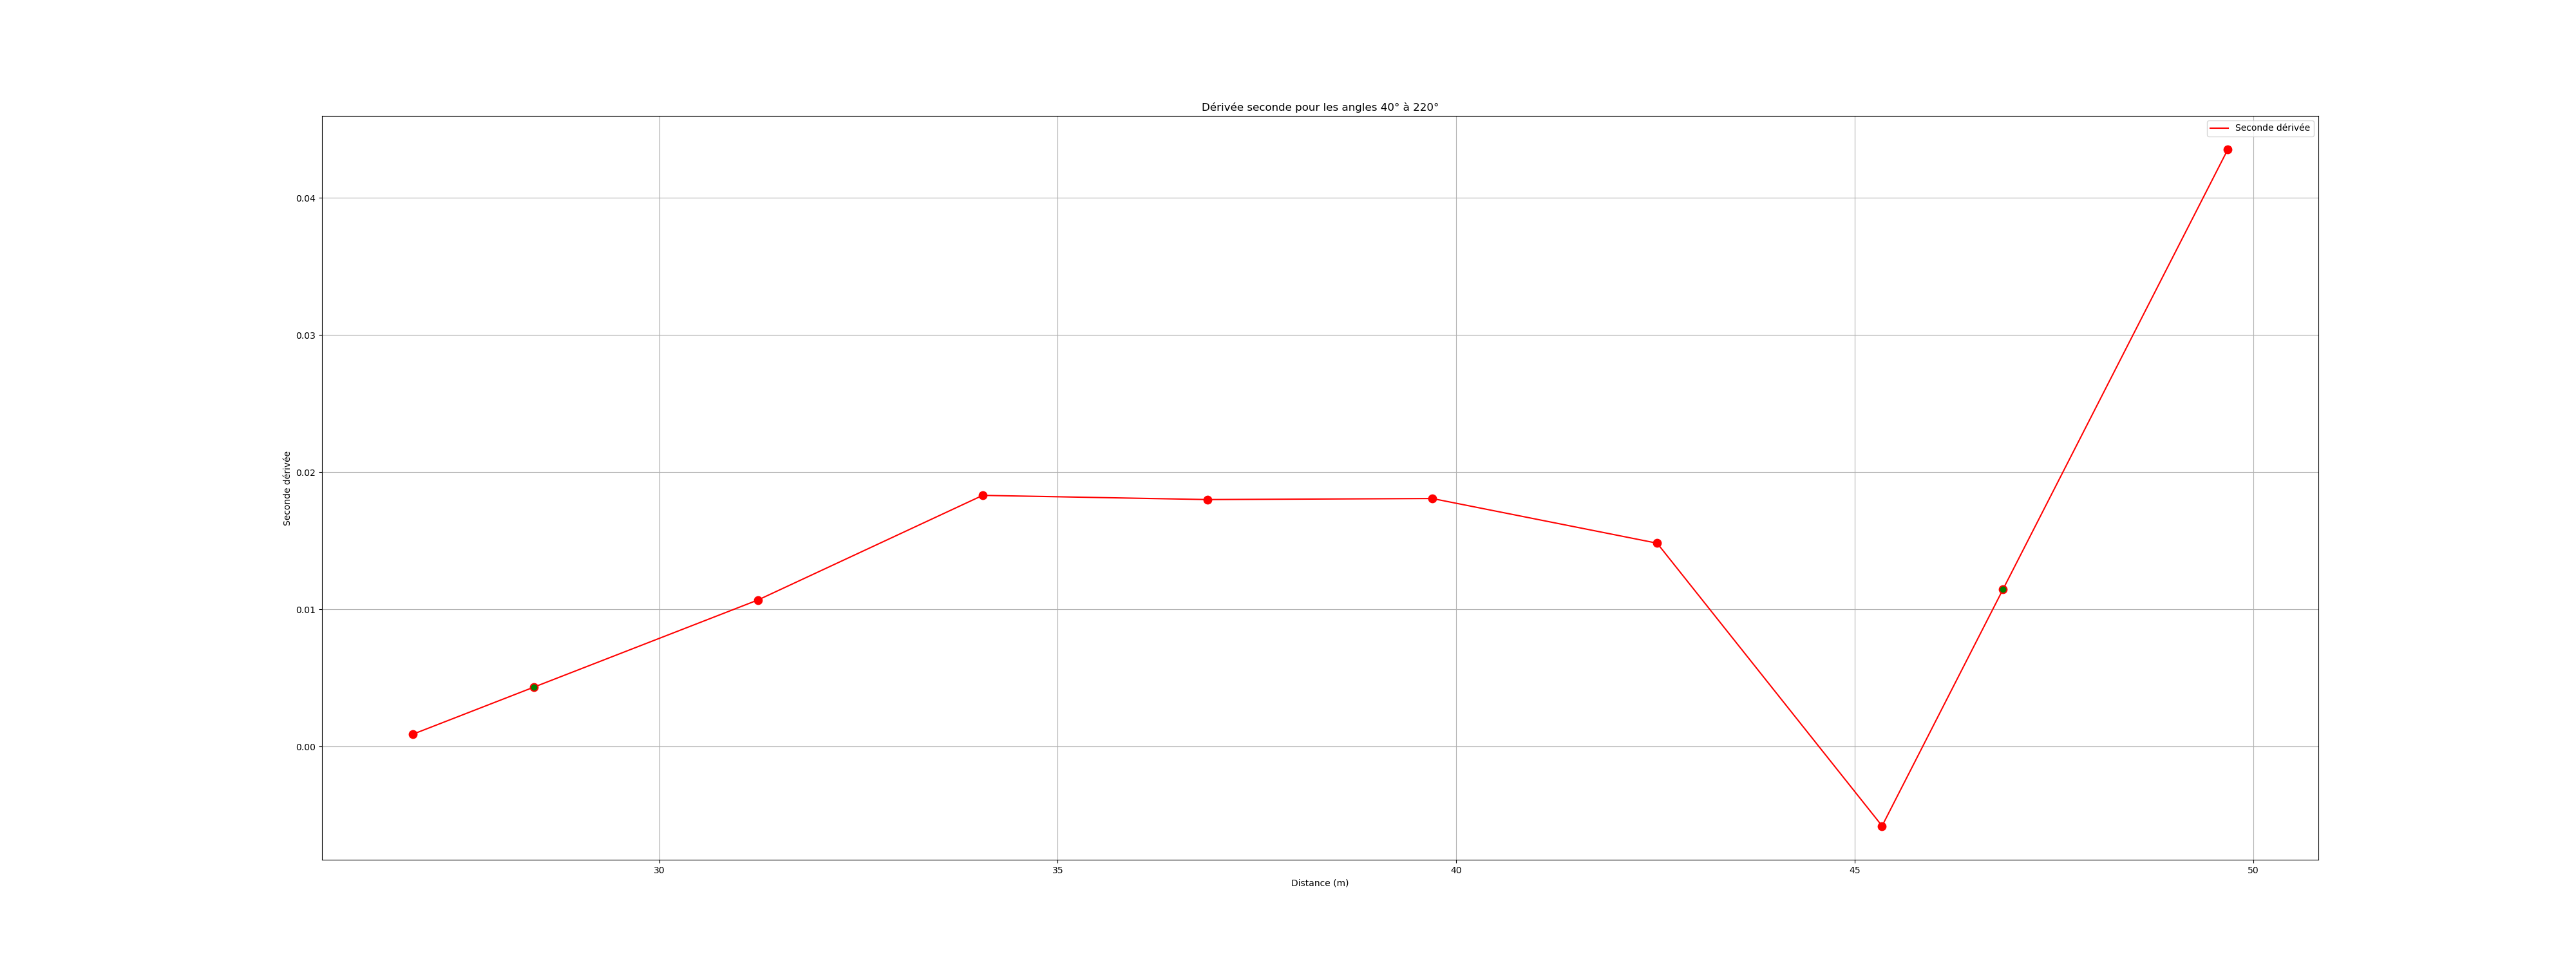 Dérivée seconde pour les angles 40° à 220°
Seconde dérivée
0.04
0.03
0.02
0.01
0.00
Seconde dérivée
30
35
40
45
50
Distance (m)